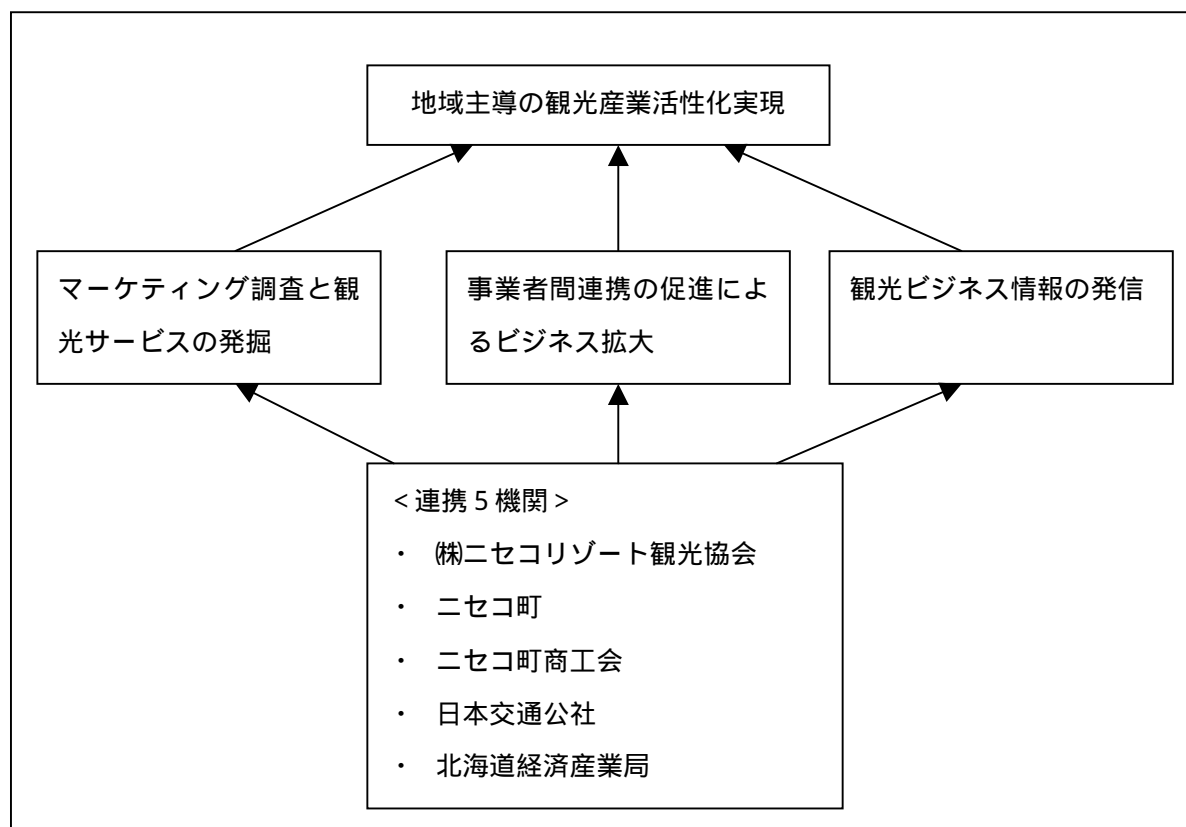 地域主導の観光産業活性化実現
マーケティング調査と観
光サービスの発掘
事業者間連携の促進によ
るビジネス拡大
観光ビジネス情報の発信
<連携5機関>
・ ㈱ニセコリゾート観光協会
・ ニセコ町
・ ニセコ町商工会
・ 日本交通公社
・ 北海道経済産業局